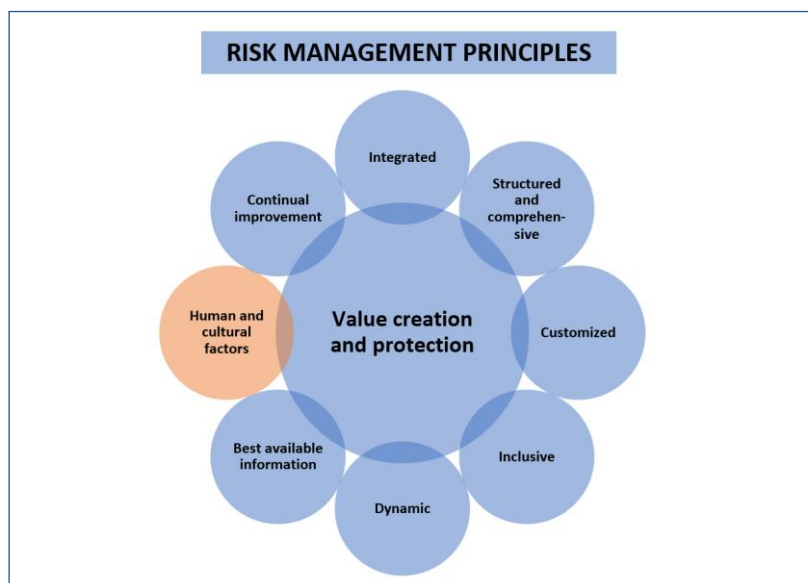 RISK MANAGEMENT PRINCIPLES
Integrated
Structured
and
comprehen-
sive
Customized
Inclusive
Dynamic
Best available
information
Human and
cultural
factors
Continual
improvement
Value creation
and protection